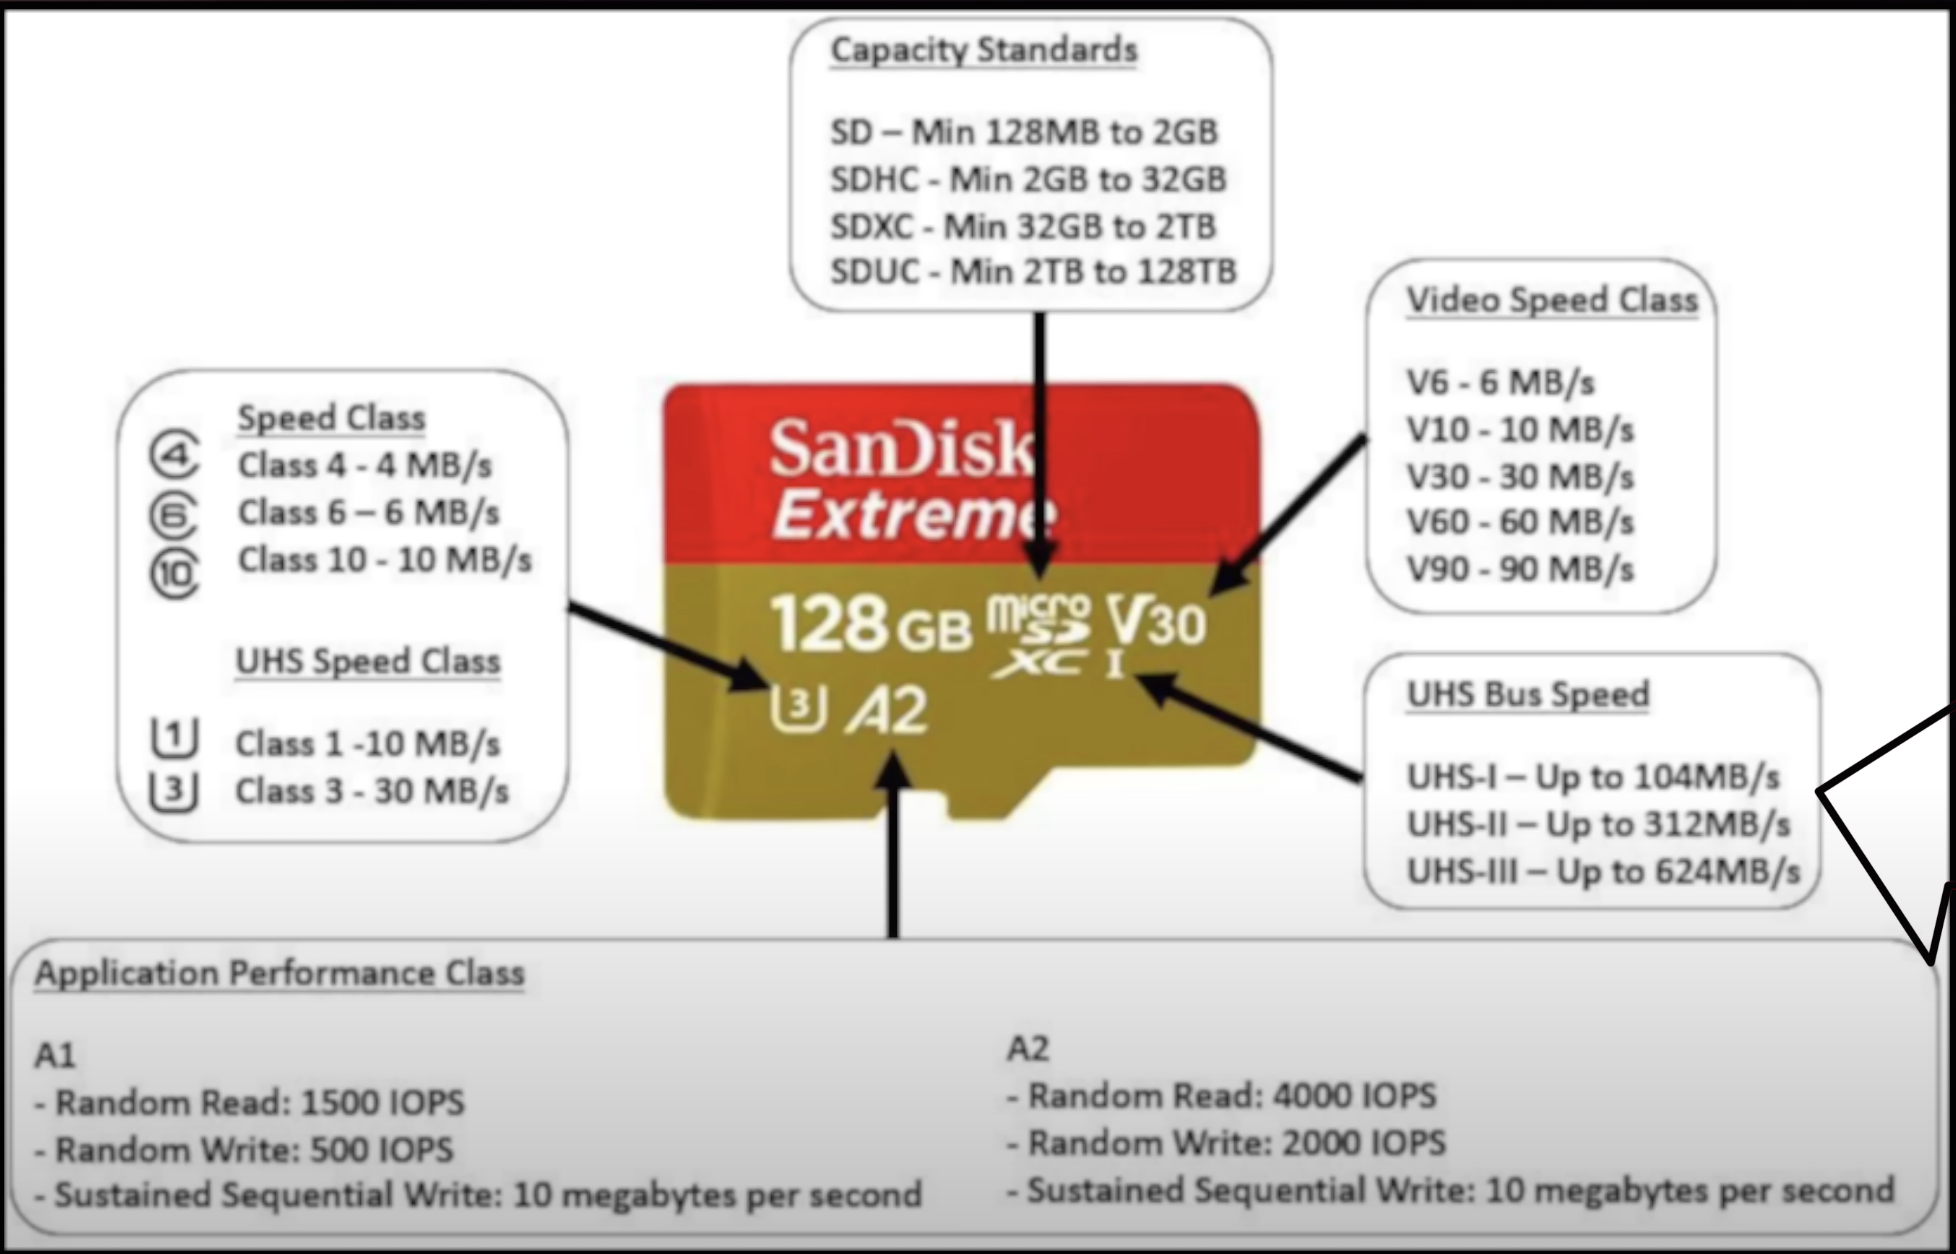 Capacity Standards
SD – Min 128MB to 2GB
SDHC - Min 2GB to 32GB
SDXC - Min 32GB to 2TB
SDUC - Min 2TB to 128TB
Video Speed Class
V6 - 6 MB/s
V10 - 10 MB/s
V30 - 30 MB/s
V60 - 60 MB/s
V90 - 90 MB/s
Speed Class
4 Class 4 - 4 MB/s
6 Class 6 – 6 MB/s
10 Class 10 - 10 MB/s
UHS Speed Class
1 Class 1 -10 MB/s
3 Class 3 - 30 MB/s
SanDisk
Extreme
128 GB micro SD XC V30
I
3 A2
UHS Bus Speed
UHS-I – Up to 104MB/s
UHS-II – Up to 312MB/s
UHS-III – Up to 624MB/s
Application Performance Class
A1
- Random Read: 1500 IOPS
- Random Write: 500 IOPS
- Sustained Sequential Write: 10 megabytes per second
A2
- Random Read: 4000 IOPS
- Random Write: 2000 IOPS
- Sustained Sequential Write: 10 megabytes per second